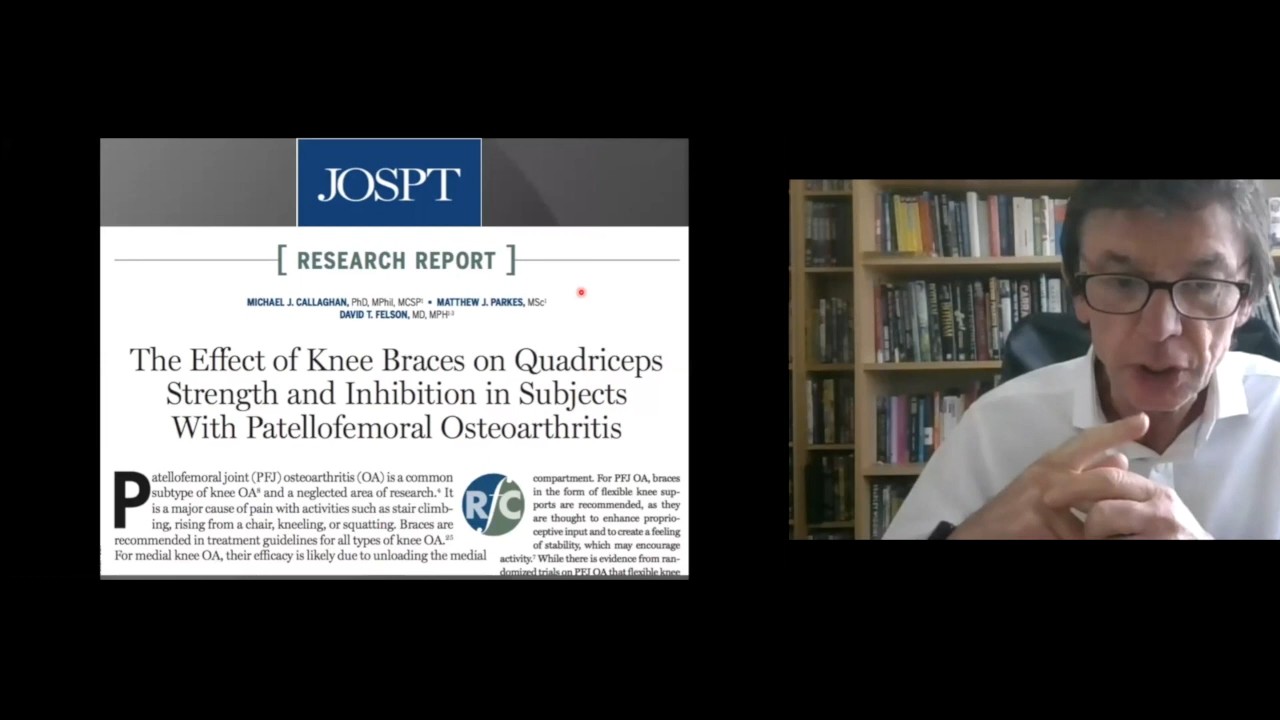 JOSPT
[ RESEARCH REPORT ]
MICHAEL J. CALLAGHAN, PhD, MPhil, MCSP¹ • MATTHEW J. PARKES, MSc¹
DAVID T. FELSON, MD, MPH²,³
The Effect of Knee Braces on Quadriceps
Strength and Inhibition in Subjects
With Patellofemoral Osteoarthritis
Patellofemoral joint (PFJ) osteoarthritis (OA) is a common
subtype of knee OA⁸ and a neglected area of research.⁴ It
is a major cause of pain with activities such as stair climb-
ing, rising from a chair, kneeling, or squatting. Braces are
recommended in treatment guidelines for all types of knee OA.²⁵
For medial knee OA, their efficacy is likely due to unloading the medial
RfC
compartment. For PFJ OA, braces
in the form of flexible knee sup-
ports are recommended, as they
are thought to enhance proprio-
ceptive input and to create a feeling
of stability, which may encourage
activity.⁷ While there is evidence from ran-
domized trials on PFJ OA that flexible knee